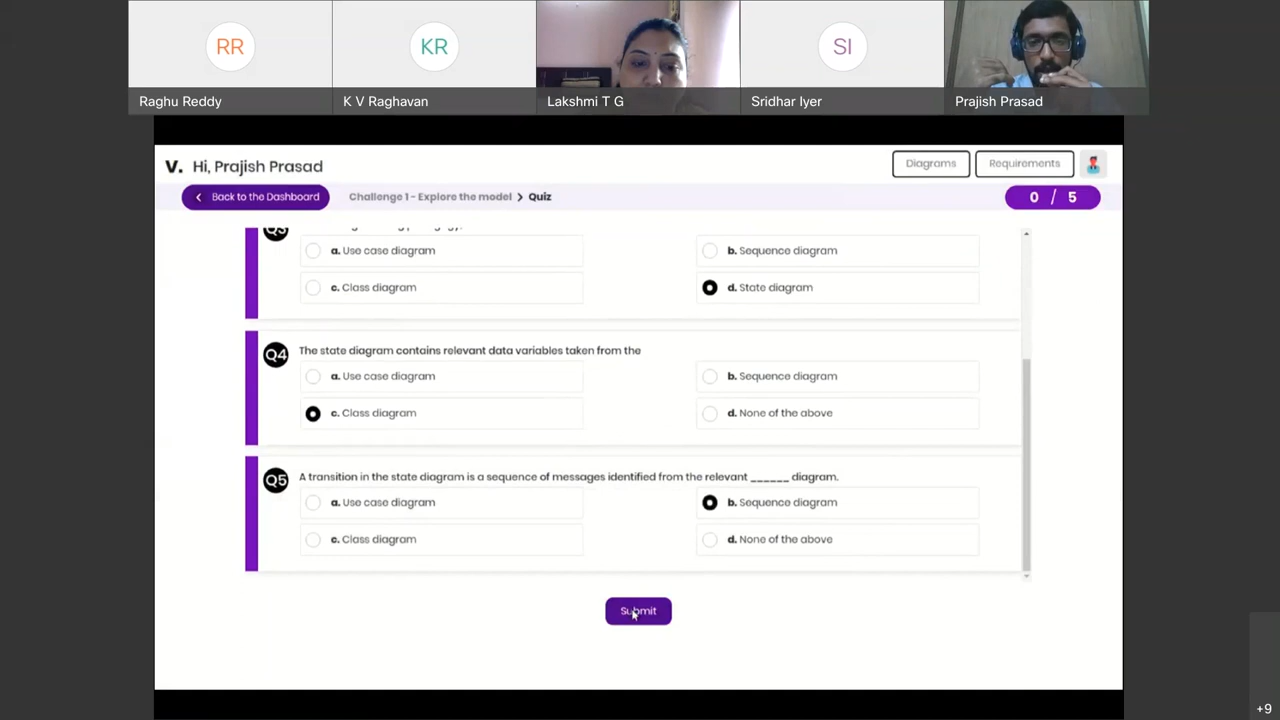 RR
KR
SI
Raghu Reddy
K V Raghavan
Lakshmi T G
Sridhar Iyer
Prajish Prasad
V. Hi, Prajish Prasad
Diagrams
Requirements
Back to the Dashboard
Challenge 1 - Explore the model > Quiz
0 / 5
Q3
a. Use case diagram
b. Sequence diagram
c. Class diagram
d. State diagram
Q4
The state diagram contains relevant data variables taken from the
a. Use case diagram
b. Sequence diagram
c. Class diagram
d. None of the above
Q5
A transition in the state diagram is a sequence of messages identified from the relevant ______ diagram.
a. Use case diagram
b. Sequence diagram
c. Class diagram
d. None of the above
Submit
+9